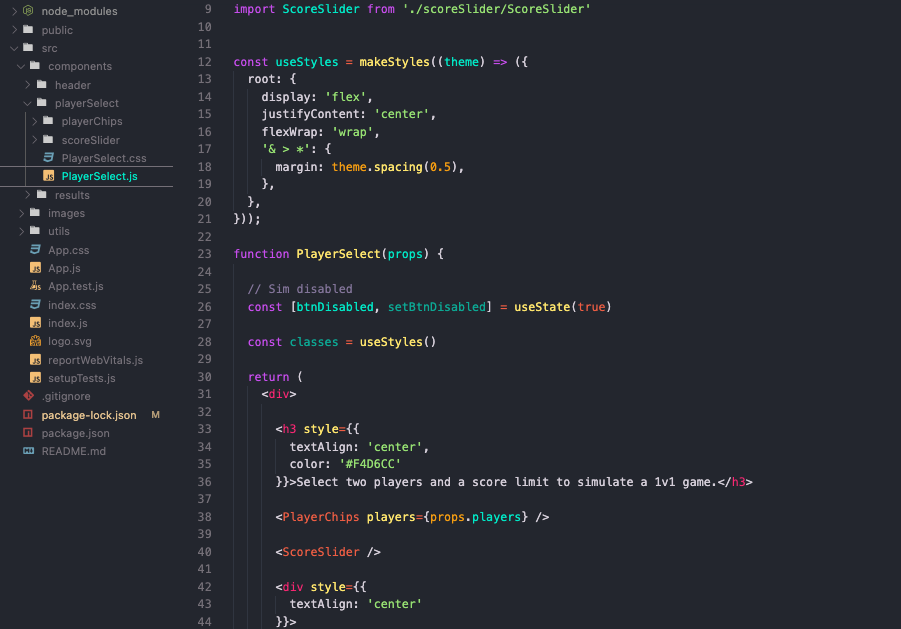 node_modules
public
src
components
header
playerSelect
playerChips
scoreSlider
PlayerSelect.css
JS PlayerSelect.js
results
images
utils
App.css
JS App.js
JS App.test.js
index.css
JS index.js
logo.svg
JS reportWebVitals.js
JS setupTests.js
.gitignore
package-lock.json M
package.json
README.md
9 import ScoreSlider from './scoreSlider/ScoreSlider'
10
11
12 const useStyles = makeStyles((theme) => ({
13 root: {
14 display: 'flex',
15 justifyContent: 'center',
16 flexWrap: 'wrap',
17 '& > *': {
18 margin: theme.spacing(0.5),
19 },
20 },
21 }));
22
23 function PlayerSelect(props) {
24
25 // Sim disabled
26 const [btnDisabled, setBtnDisabled] = useState(true)
27
28 const classes = useStyles()
29
30 return (
31 <div>
32
33 <h3 style={{
34 textAlign: 'center',
35 color: '#F4D6CC'
36 }}>Select two players and a score limit to simulate a 1v1 game.</h3>
37
38 <PlayerChips players={props.players} />
39
40 <ScoreSlider />
41
42 <div style={{
43 textAlign: 'center'
44 }}>